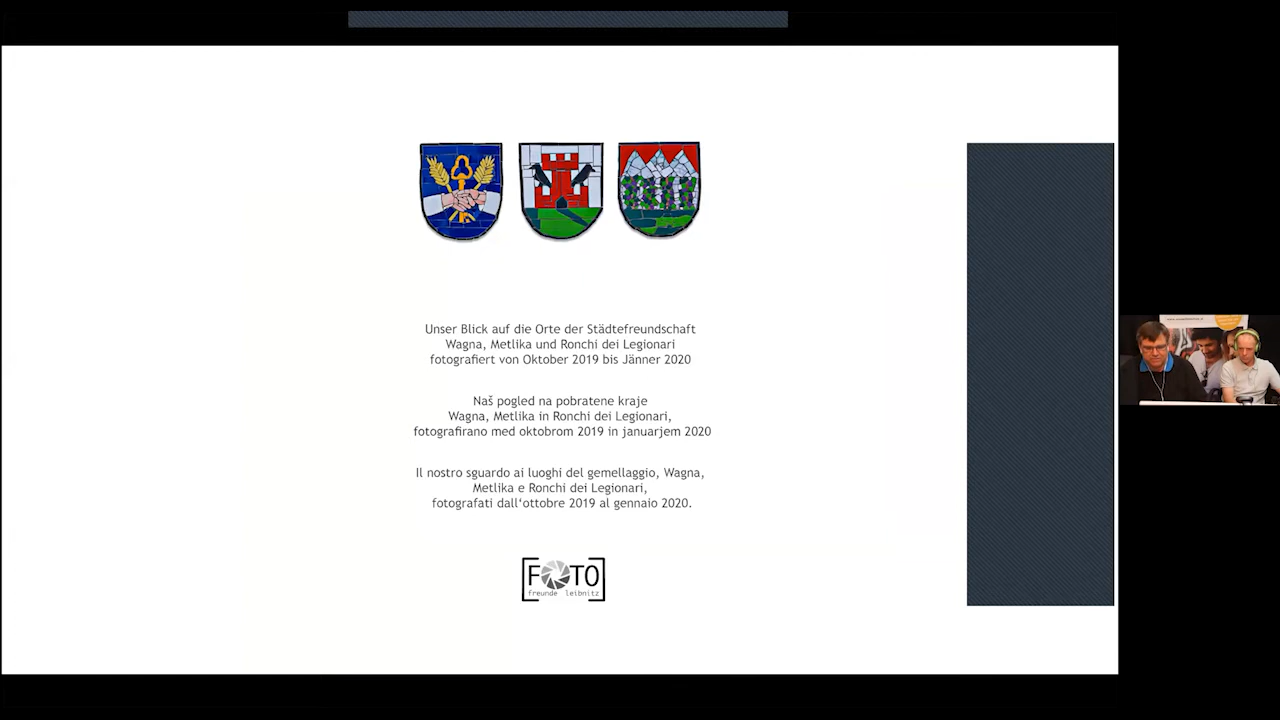 Unser Blick auf die Orte der Städtefreundschaft
Wagna, Metlika und Ronchi dei Legionari
fotografiert von Oktober 2019 bis Jänner 2020
Naš pogled na pobratene kraje
Wagna, Metlika in Ronchi dei Legionari,
fotografirano med oktobrom 2019 in januarjem 2020
Il nostro sguardo ai luoghi del gemellaggio, Wagna,
Metlika e Ronchi dei Legionari,
fotografati dall‘ottobre 2019 al gennaio 2020.
FOTO
freunde leibnitz